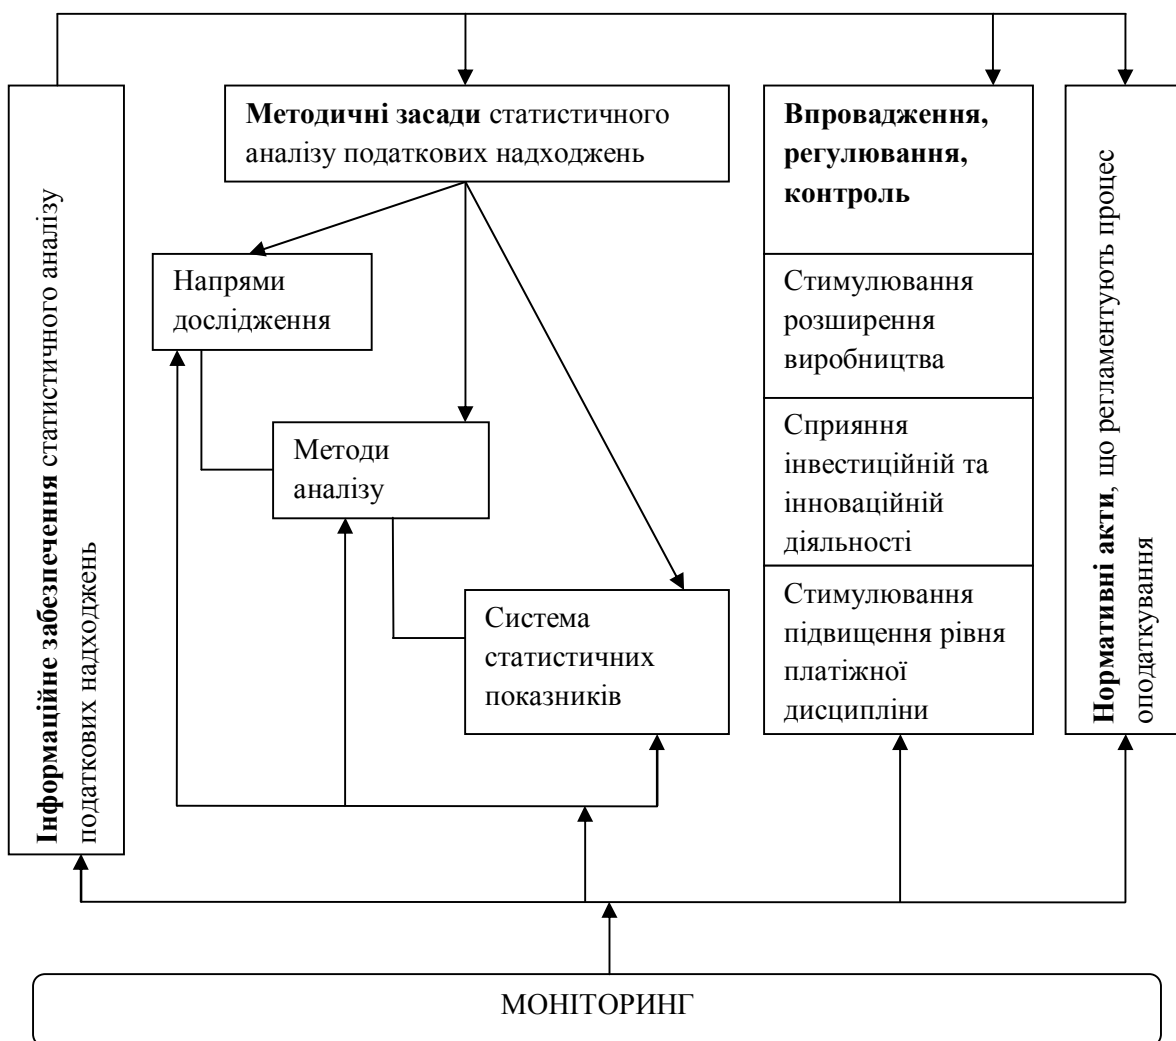 Інформаційне забезпечення статистичного аналізу
податкових надходжень
Методичні засади статистичного
аналізу податкових надходжень
Напрями
дослідження
Методи
аналізу
Система
статистичних
показників
Впровадження,
регулювання,
контроль
Стимулювання
розширення
виробництва
Сприяння
інвестиційній та
інноваційній
діяльності
Стимулювання
підвищення рівня
платіжної
дисципліни
Нормативні акти, що регламентують процес
оподаткування
МОНІТОРИНГ